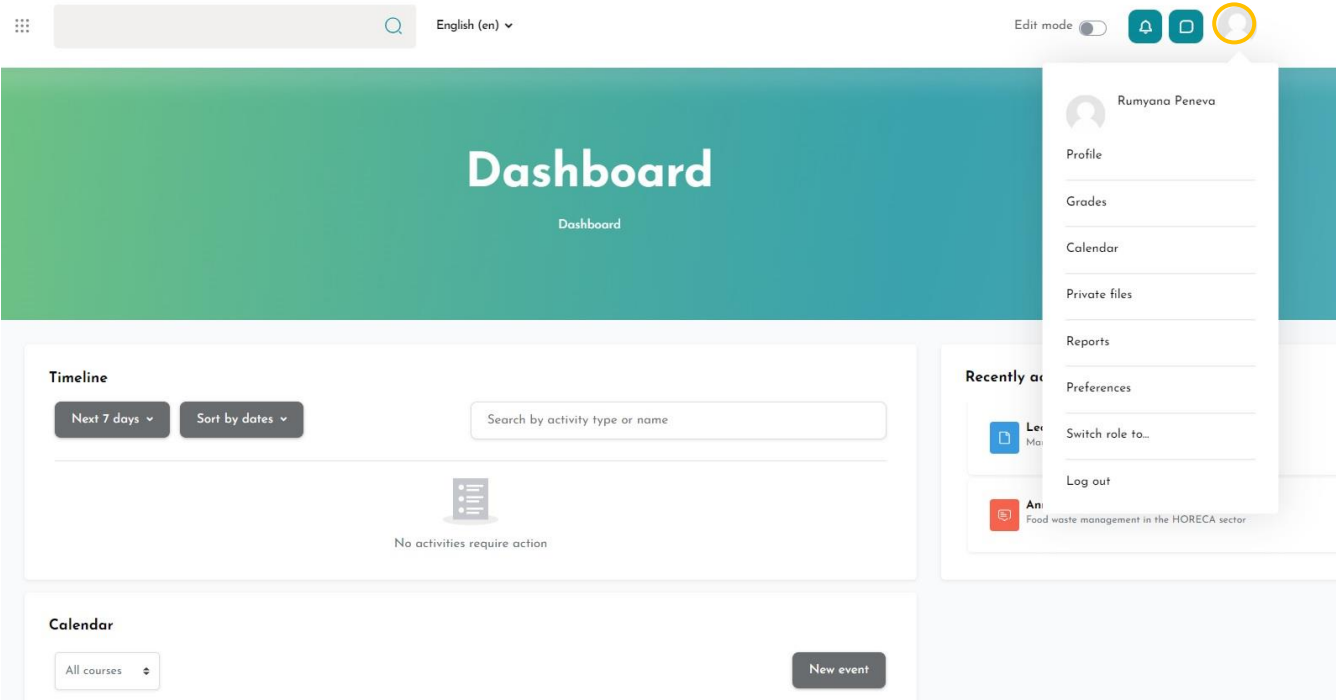 English (en)
Edit mode
Rumyana Peneva
Profile
Grades
Calendar
Private files
Reports
Preferences
Switch role to...
Log out
Dashboard
Dashboard
Timeline
Next 7 days
Sort by dates
Search by activity type or name
No activities require action
Recently
Food waste management in the HORECA sector
Calendar
All courses
New event